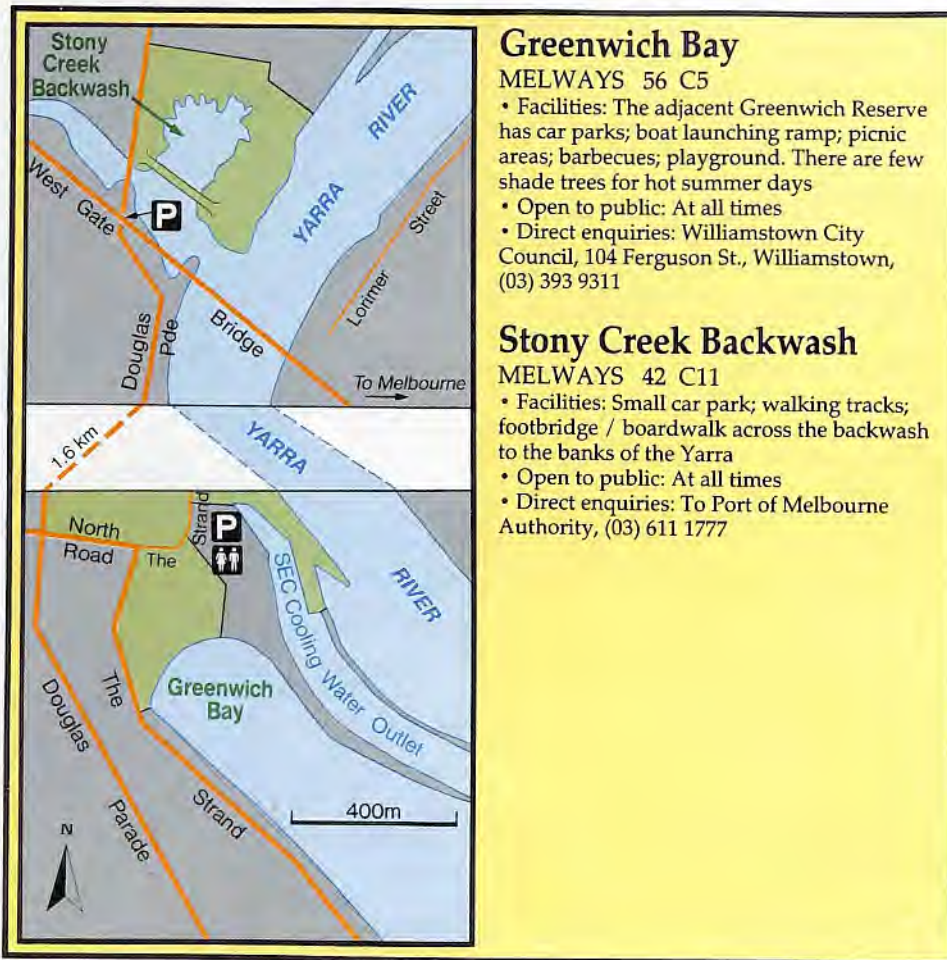 Stony
Creek
Backwash
YARRA
RIVER
West
Gate
P
Street
Lorimer
Douglas
Pde
Bridge
To Melbourne
1.6 km
YARRA
North
Road
The
Strand
P
RIVER
SEC Cooling Water Outlet
The
Douglas
Greenwich
Bay
Strand
Parade
400m
N
Greenwich Bay
MELWAYS 56 C5
• Facilities: The adjacent Greenwich Reserve
has car parks; boat launching ramp; picnic
areas; barbecues; playground. There are few
shade trees for hot summer days
• Open to public: At all times
• Direct enquiries: Williamstown City
Council, 104 Ferguson St., Williamstown,
(03) 393 9311
Stony Creek Backwash
MELWAYS 42 C11
• Facilities: Small car park; walking tracks;
footbridge / boardwalk across the backwash
to the banks of the Yarra
• Open to public: At all times
• Direct enquiries: To Port of Melbourne
Authority, (03) 611 1777